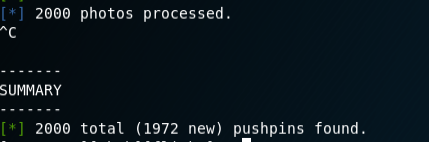 [*] 2000 photos processed.
^C
-------
SUMMARY
-------
[*] 2000 total (1972 new) pushpins found.